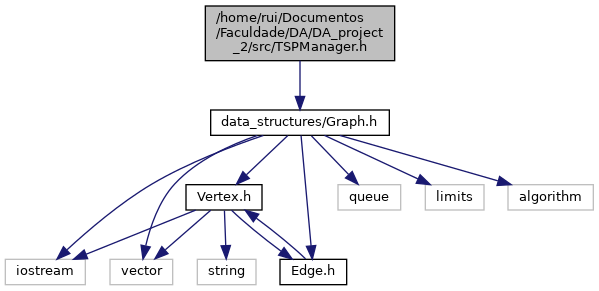 /home/rui/Documentos
/Faculdade/DA/DA_project
_2/src/TSPManager.h
data_structures/Graph.h
Vertex.h
queue
limits
algorithm
iostream
vector
string
Edge.h